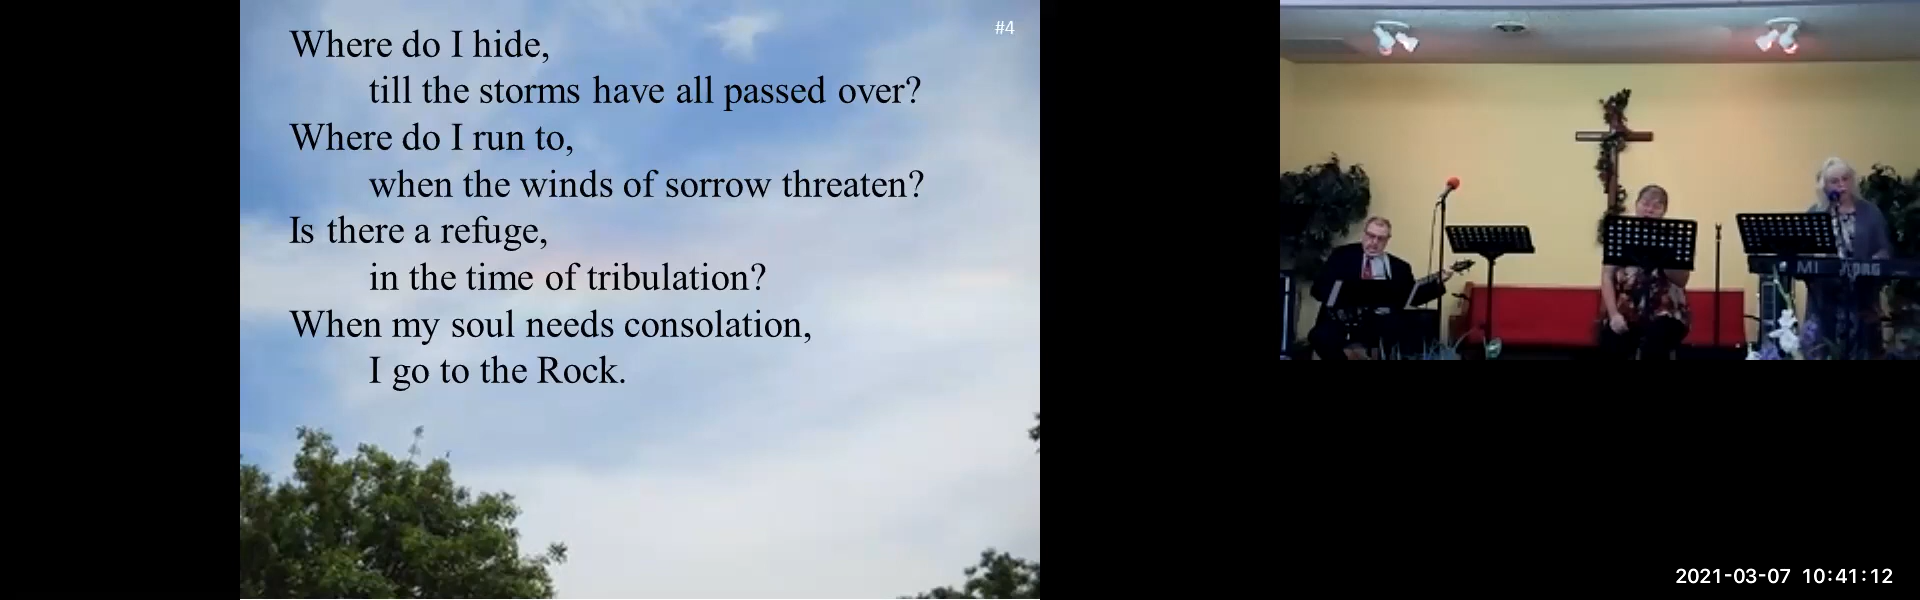 #4
Where do I hide,
till the storms have all passed over?
Where do I run to,
when the winds of sorrow threaten?
Is there a refuge,
in the time of tribulation?
When my soul needs consolation,
I go to the Rock.
KORG
2021-03-07 10:41:12